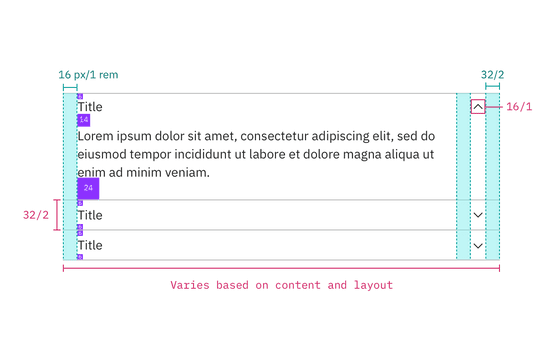 16 px/1 rem
32/2
Title
16/1
14
Lorem ipsum dolor sit amet, consectetur adipiscing elit, sed do
eiusmod tempor incididunt ut labore et dolore magna aliqua ut
enim ad minim veniam.
24
32/2
Title
Title
Varies based on content and layout